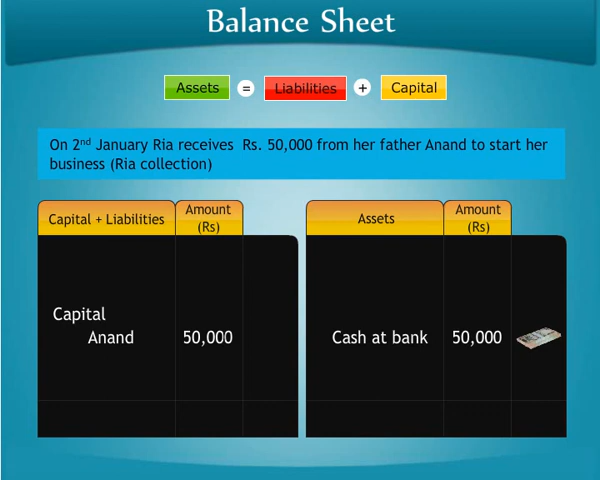 Balance Sheet
Assets = Liabilities + Capital
On 2nd January Ria receives Rs. 50,000 from her father Anand to start her
business (Ria collection)
Capital + Liabilities
Amount
(Rs)
Assets
Amount
(Rs)
Capital
Anand 50,000
Cash at bank 50,000